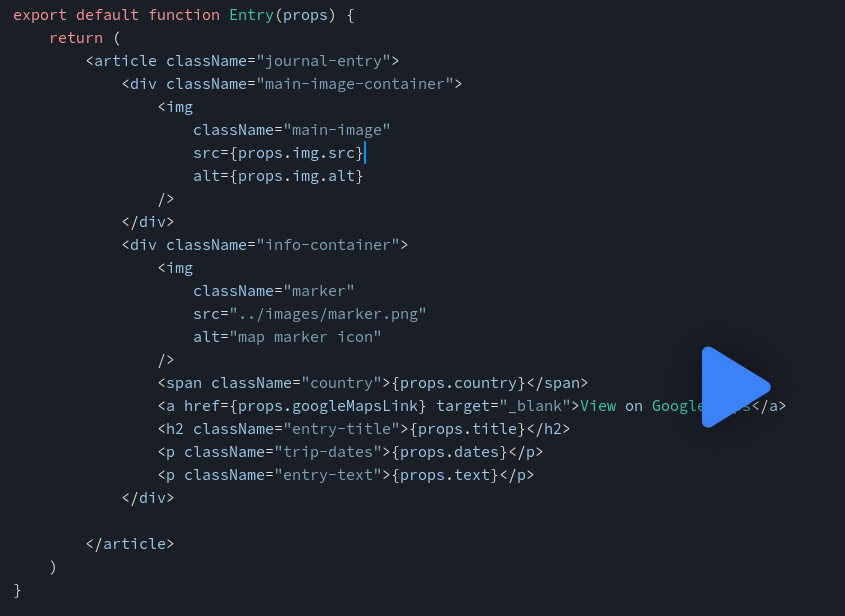 export default function Entry(props) {
    return (
        <article className="journal-entry">
            <div className="main-image-container">
                <img
                    className="main-image"
                    src={props.img.src}
                    alt={props.img.alt}
                />
            </div>
            <div className="info-container">
                <img
                    className="marker"
                    src="../images/marker.png"
                    alt="map marker icon"
                />
                <span className="country">{props.country}</span>
                <a href={props.googleMapsLink} target="_blank">View on Google </a>
                <h2 className="entry-title">{props.title}</h2>
                <p className="trip-dates">{props.dates}</p>
                <p className="entry-text">{props.text}</p>
            </div>

        </article>
    )
}